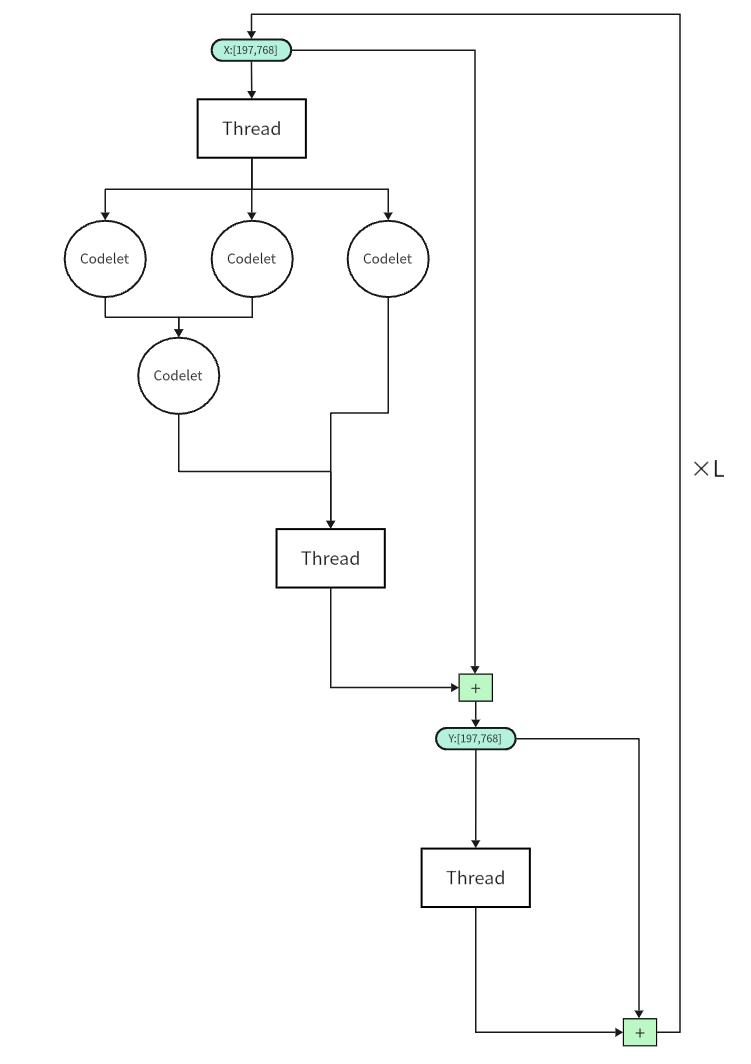 X:[197,768]
Thread
Codelet
Codelet
Codelet
Codelet
×L
Thread
+
Y:[197,768]
Thread
+